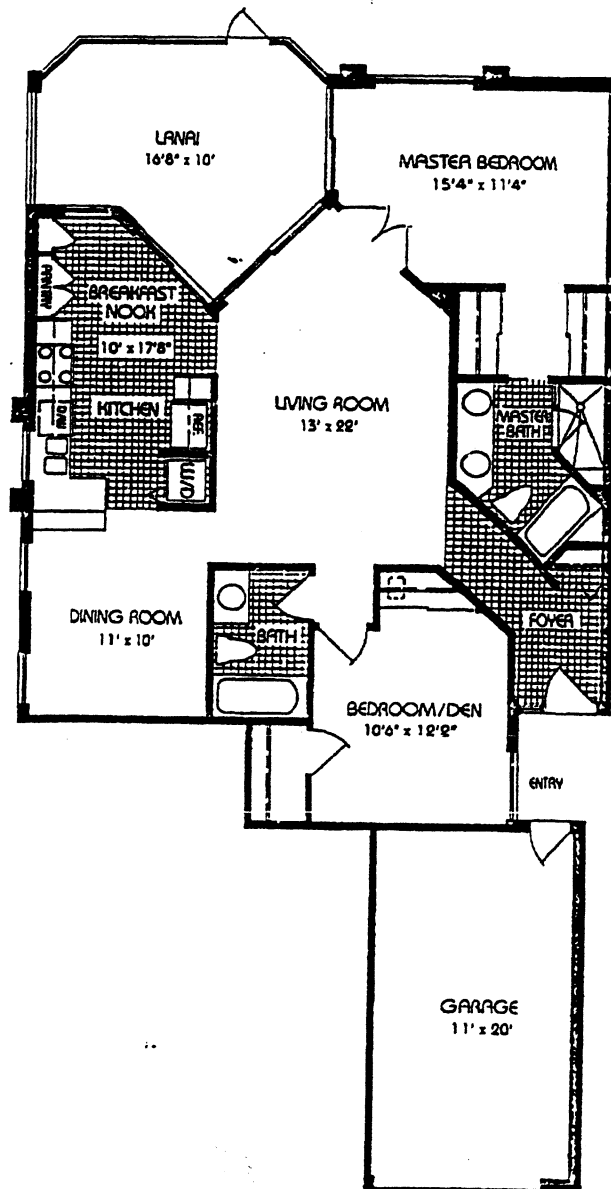 LANAI
16'8" x 10'
MASTER BEDROOM
15'4" x 11'4"
PANTRY
BREAKFAST
NOOK
10' x 17'8"
KITCHEN
D/W
REF.
W/D
LIVING ROOM
13' x 22'
MASTER
BATH
DINING ROOM
11' x 10'
BATH
FOYER
BEDROOM/DEN
10'6" x 12'2"
ENTRY
GARAGE
11' x 20'